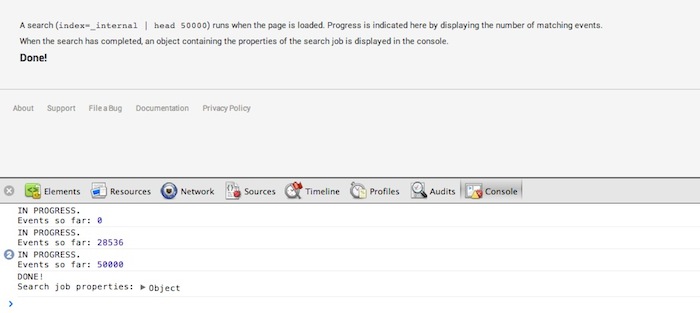 A search (index=_internal | head 50000) runs when the page is loaded. Progress is indicated here by displaying the number of matching events.
When the search has completed, an object containing the properties of the search job is displayed in the console.
Done!
About Support File a Bug Documentation Privacy Policy
Elements Resources Network Sources Timeline Profiles Audits Console
IN PROGRESS.
Events so far: 0
IN PROGRESS.
Events so far: 28536
2 IN PROGRESS.
Events so far: 50000
DONE!
Search job properties: ▶ Object
>